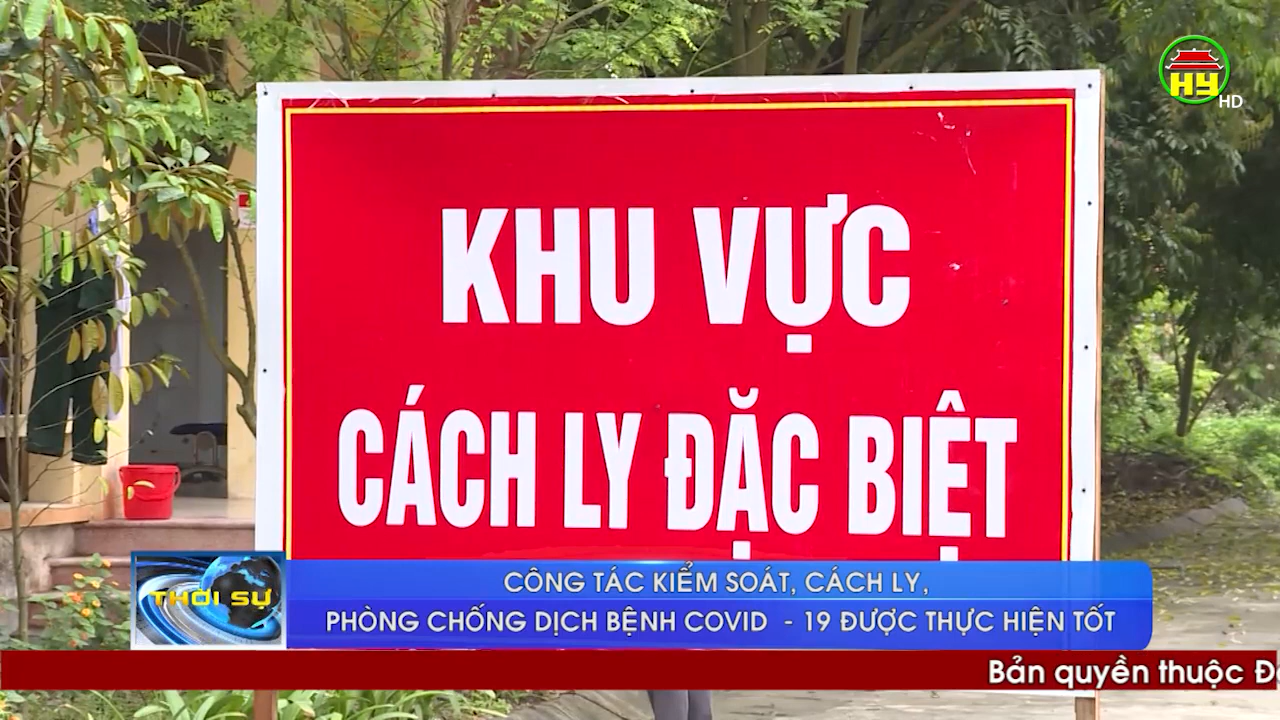 HY
HD
KHU VỰC
CÁCH LY ĐẶC BIỆT
THỜI SỰ
CÔNG TÁC KIỂM SOÁT, CÁCH LY,
PHÒNG CHỐNG DỊCH BỆNH COVID - 19 ĐƯỢC THỰC HIỆN TỐT
Bản quyền thuộc